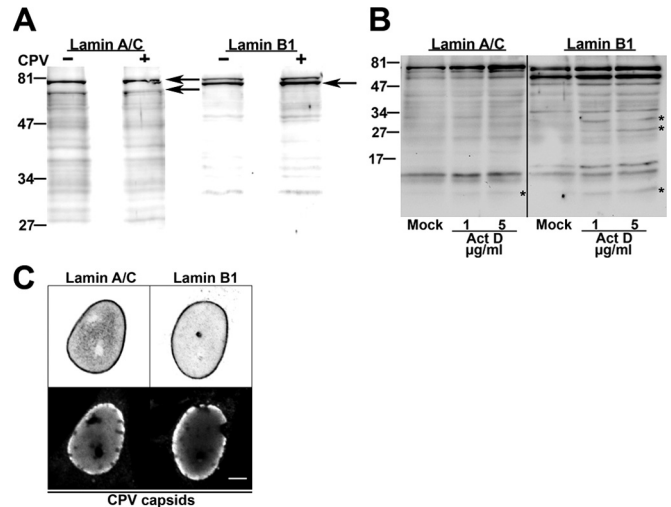 A
Lamin A/C Lamin B1
CPV – + – +
81
47
34
27
B
Lamin A/C Lamin B1
81
47
34
27
17
*
*
* *
Mock 1 5 Mock 1 5
Act D Act D
µg/ml µg/ml
C
Lamin A/C Lamin B1
CPV capsids